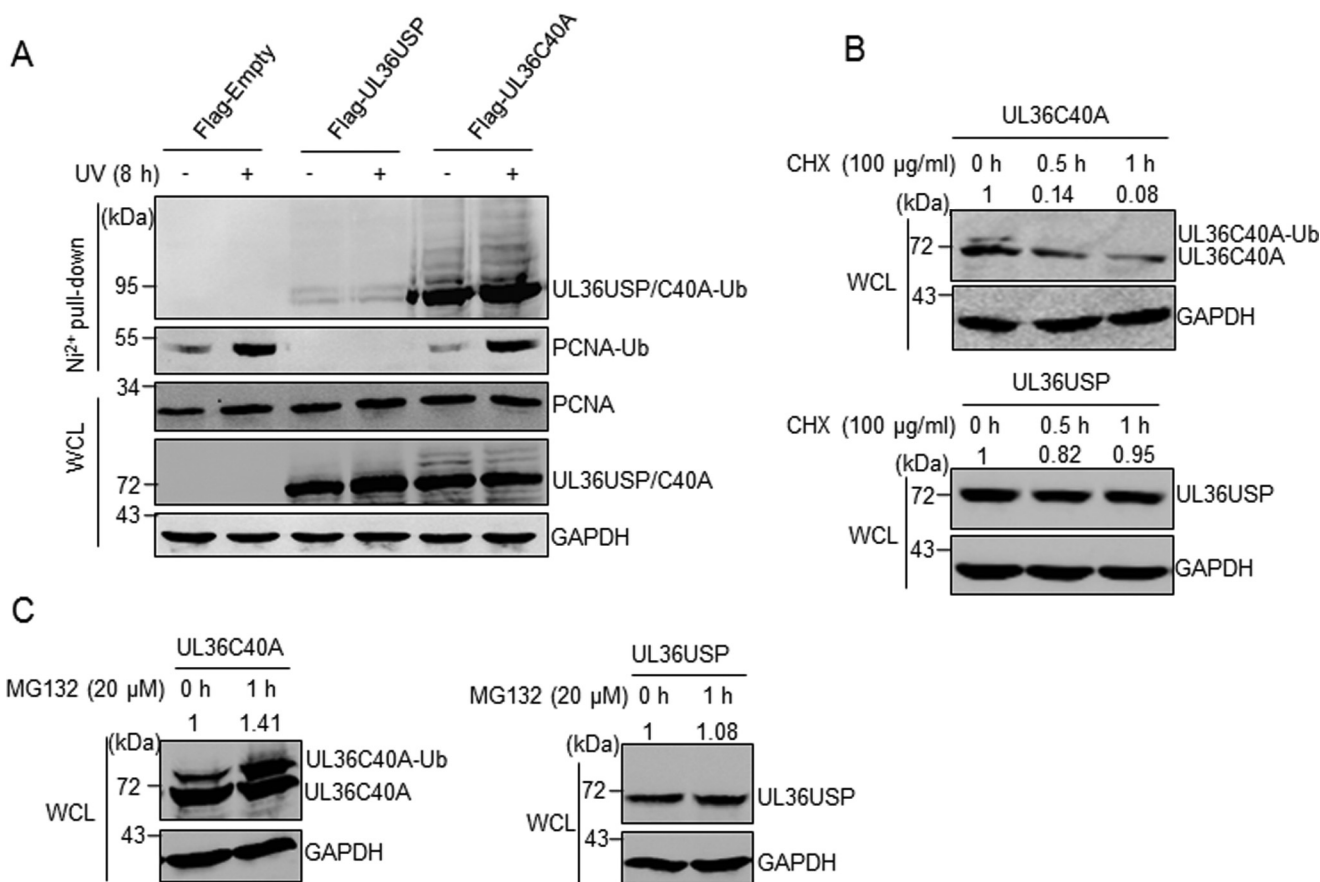 A
Flag-Empty Flag-UL36USP Flag-UL36C40A
UV (8 h) - + - + - +
(kDa)
Ni²⁺ pull-down
95
UL36USP/C40A-Ub
55
PCNA-Ub
WCL
34
PCNA
72
UL36USP/C40A
43
GAPDH
B
UL36C40A
CHX (100 µg/ml) 0 h 0.5 h 1 h
(kDa) 1 0.14 0.08
UL36C40A-Ub
72
UL36C40A
WCL
43
GAPDH
UL36USP
CHX (100 µg/ml) 0 h 0.5 h 1 h
(kDa) 1 0.82 0.95
72
UL36USP
WCL
43
GAPDH
C
UL36C40A
MG132 (20 µM) 0 h 1 h
1 1.41
(kDa)
UL36C40A-Ub
72
UL36C40A
WCL
43
GAPDH
UL36USP
MG132 (20 µM) 0 h 1 h
1 1.08
(kDa)
72
UL36USP
WCL
43
GAPDH